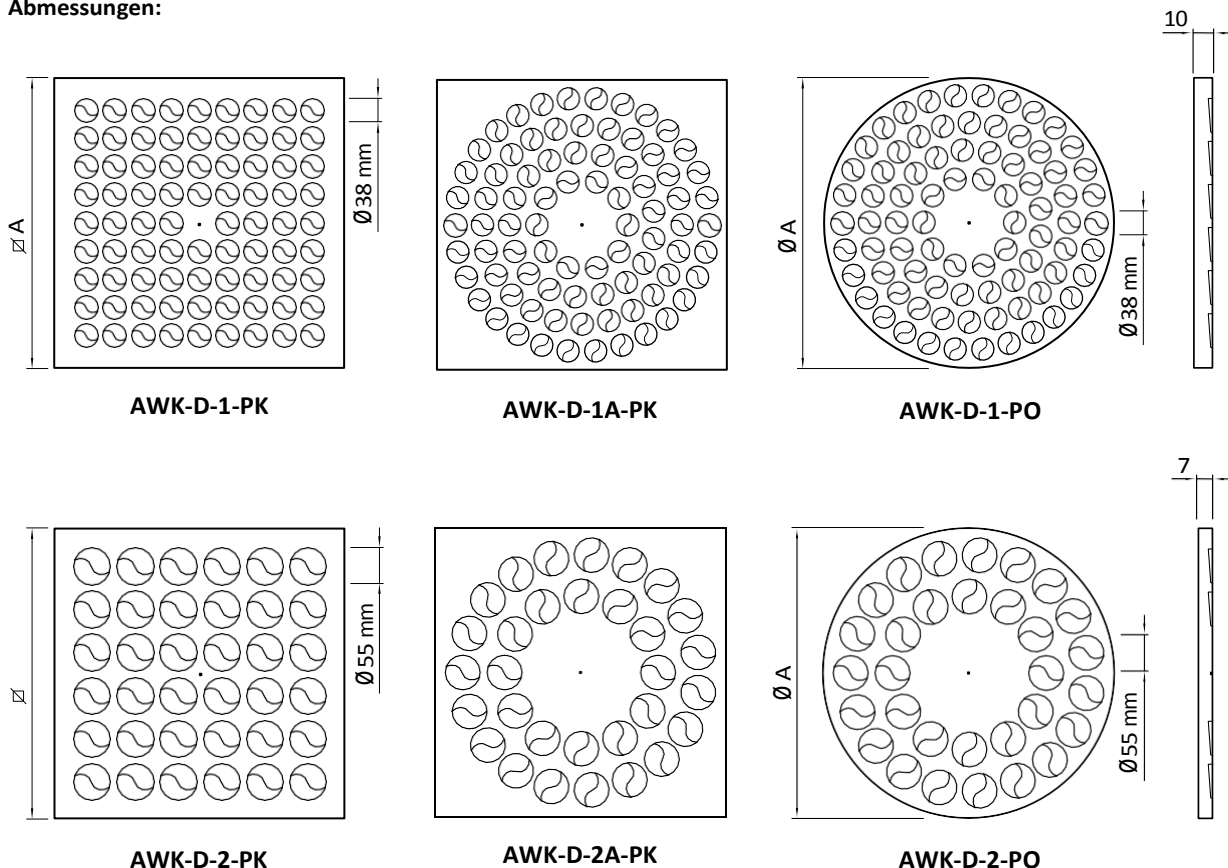 Abmessungen:
10
⌀ 38 mm
□ A
Ø A
Ø 38 mm
AWK-D-1-PK
AWK-D-1A-PK
AWK-D-1-PO
7
Ø 55 mm
□
Ø A
Ø 55 mm
AWK-D-2-PK
AWK-D-2A-PK
AWK-D-2-PO